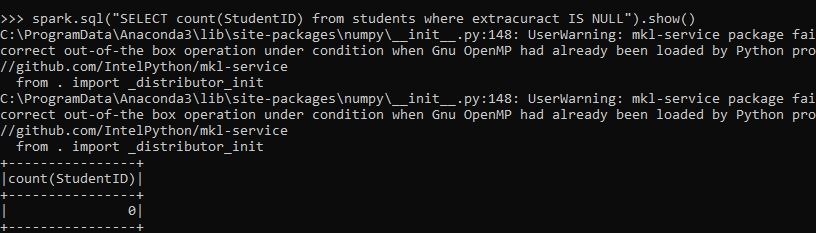 >>> spark.sql("SELECT count(StudentID) from students where extracuract IS NULL").show()
C:\ProgramData\Anaconda3\lib\site-packages\numpy\__init__.py:148: UserWarning: mkl-service package fai
correct out-of-the box operation under condition when Gnu OpenMP had already been loaded by Python pro
//github.com/IntelPython/mkl-service
  from . import _distributor_init
C:\ProgramData\Anaconda3\lib\site-packages\numpy\__init__.py:148: UserWarning: mkl-service package fai
correct out-of-the box operation under condition when Gnu OpenMP had already been loaded by Python pro
//github.com/IntelPython/mkl-service
  from . import _distributor_init
+----------------+
|count(StudentID)|
+----------------+
|               0|
+----------------+